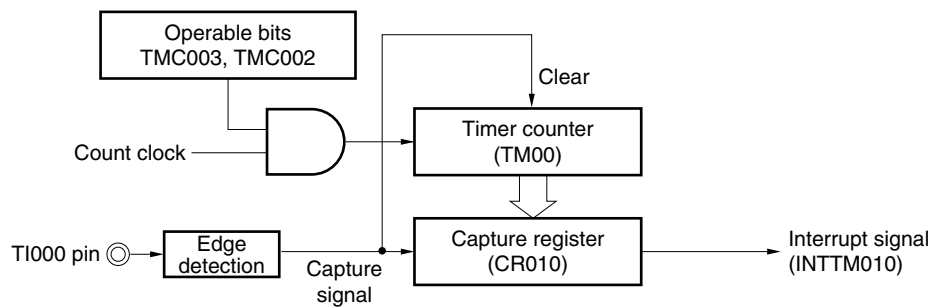 Operable bits
TMC003, TMC002
Clear
Timer counter
(TM00)
Count clock
TI000 pin
Edge
detection
Capture
signal
Capture register
(CR010)
Interrupt signal
(INTTM010)